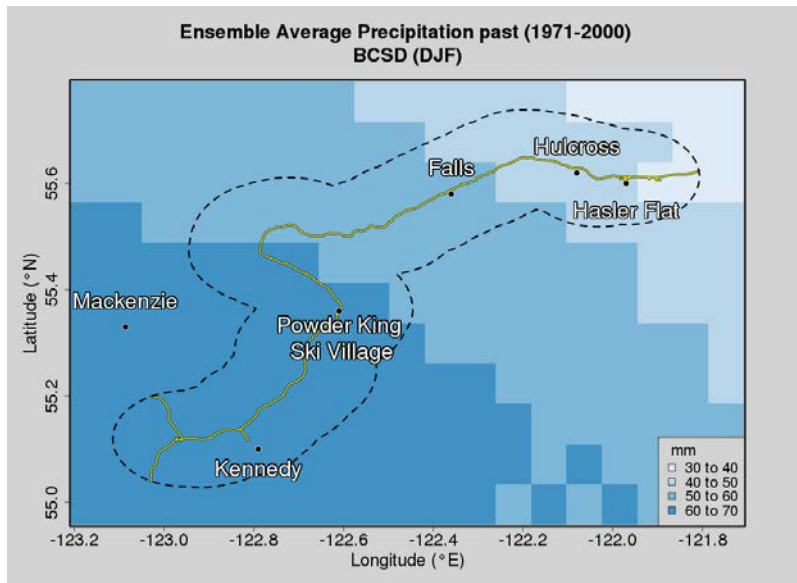 Ensemble Average Precipitation past (1971-2000)
BCSD (DJF)
Hulcross
Falls
Hasler Flat
Mackenzie
Powder King
Ski Village
Kennedy
mm
30 to 40
40 to 50
50 to 60
60 to 70
Latitude (°N)
55.6
55.4
55.2
55.0
-123.2 -123.0 -122.8 -122.6 -122.4 -122.2 -122.0 -121.8
Longitude (°E)